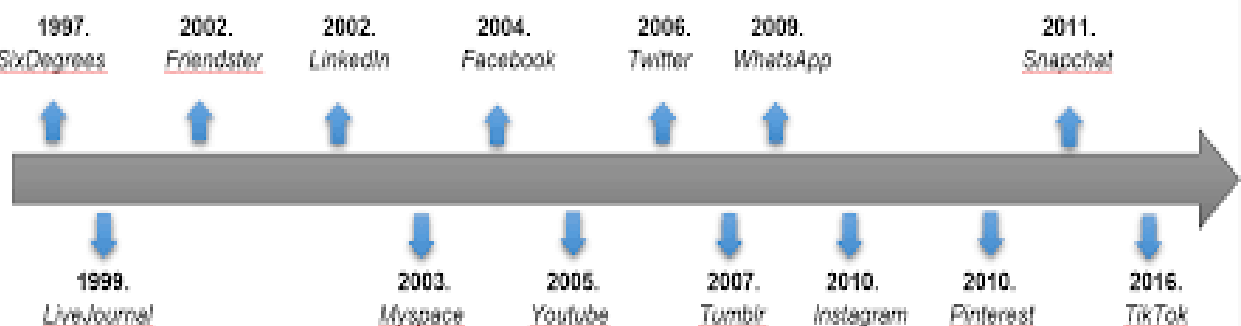 1997.
SixDegrees
2002.
Friendster
2002.
LinkedIn
2004.
Facebook
2006.
Twitter
2009.
WhatsApp
2011.
Snapchat
1999.
LiveJournal
2003.
Myspace
2005.
Youtube
2007.
Tumblr
2010.
Instagram
2010.
Pinterest
2016.
TikTok